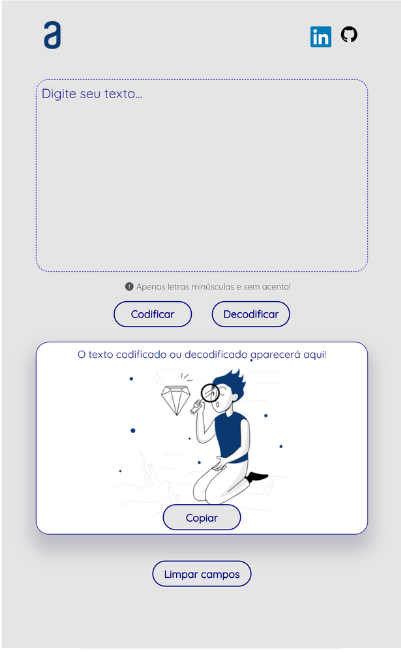 a
in
Digite seu texto...
Apenas letras minúsculas e sem acento!
Codificar
Decodificar
O texto codificado ou decodificado aparecerá aqui!
Copiar
Limpar campos